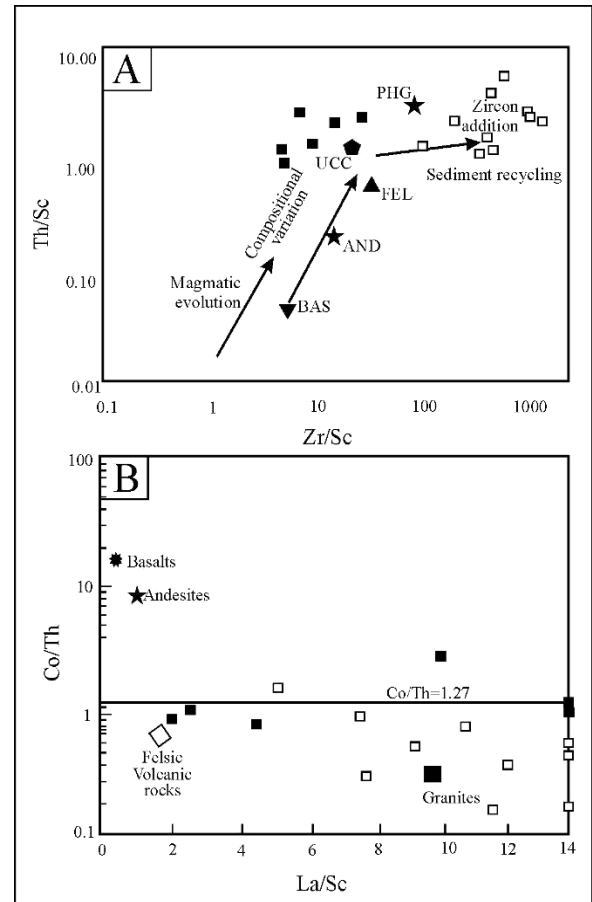 A
10.00
1.00
0.10
0.01
Th/Sc
PHG
Zircon
addition
UCC
Sediment recycling
FEL
Compositional
variation
AND
Magmatic
evolution
BAS
0.1
1
10
100
1000
Zr/Sc
B
100
10
1
0.1
Co/Th
Basalts
Andesites
Co/Th=1.27
Felsic
Volcanic
rocks
Granites
0
2
4
6
8
10
12
14
La/Sc